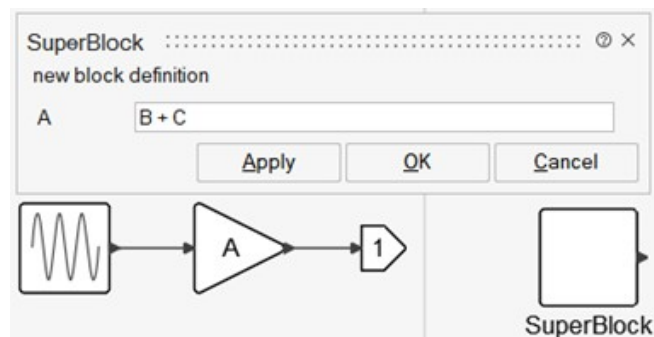 SuperBlock
new block definition
A B + C
Apply OK Cancel
A 1
SuperBlock